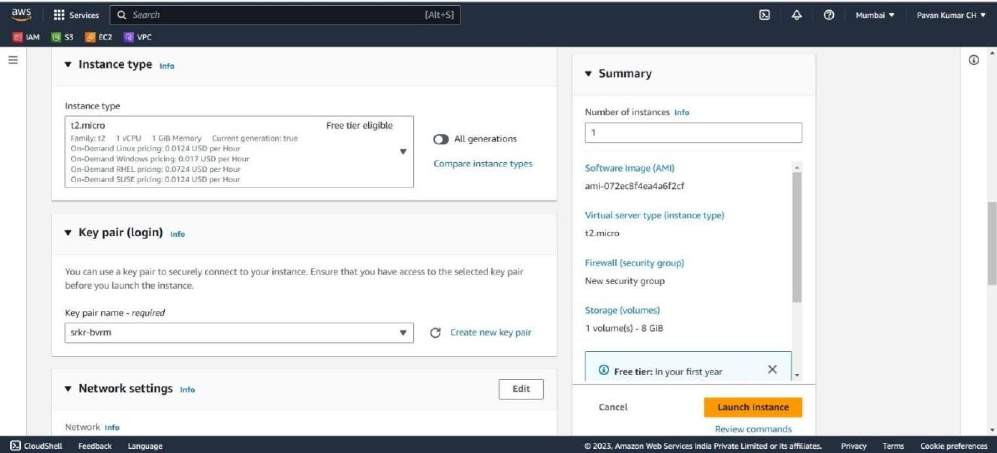 aws
Services
Search
[Alt+S]
Mumbai
Pavan Kumar CH
IAM
S3
EC2
VPC
Instance type Info
Instance type
t2.micro
Free tier eligible
Family: t2 1 vCPU 1 GiB Memory Current generation: true
On-Demand Linux pricing: 0.0124 USD per Hour
On-Demand Windows pricing: 0.017 USD per Hour
On-Demand RHEL pricing: 0.0724 USD per Hour
On-Demand SUSE pricing: 0.0124 USD per Hour
All generations
Compare instance types
Key pair (login) Info
You can use a key pair to securely connect to your instance. Ensure that you have access to the selected key pair
before you launch the instance.
Key pair name - required
srkr-bvrm
Create new key pair
Network settings Info
Edit
Network Info
Summary
Number of instances Info
1
Software Image (AMI)
ami-072ec8f4ea4a6f2cf
Virtual server type (instance type)
t2.micro
Firewall (security group)
New security group
Storage (volumes)
1 volume(s) - 8 GiB
Free tier: In your first year
Cancel
Launch instance
Review commands
CloudShell
Feedback
Language
© 2023, Amazon Web Services India Private Limited or its affiliates.
Privacy
Terms
Cookie preferences